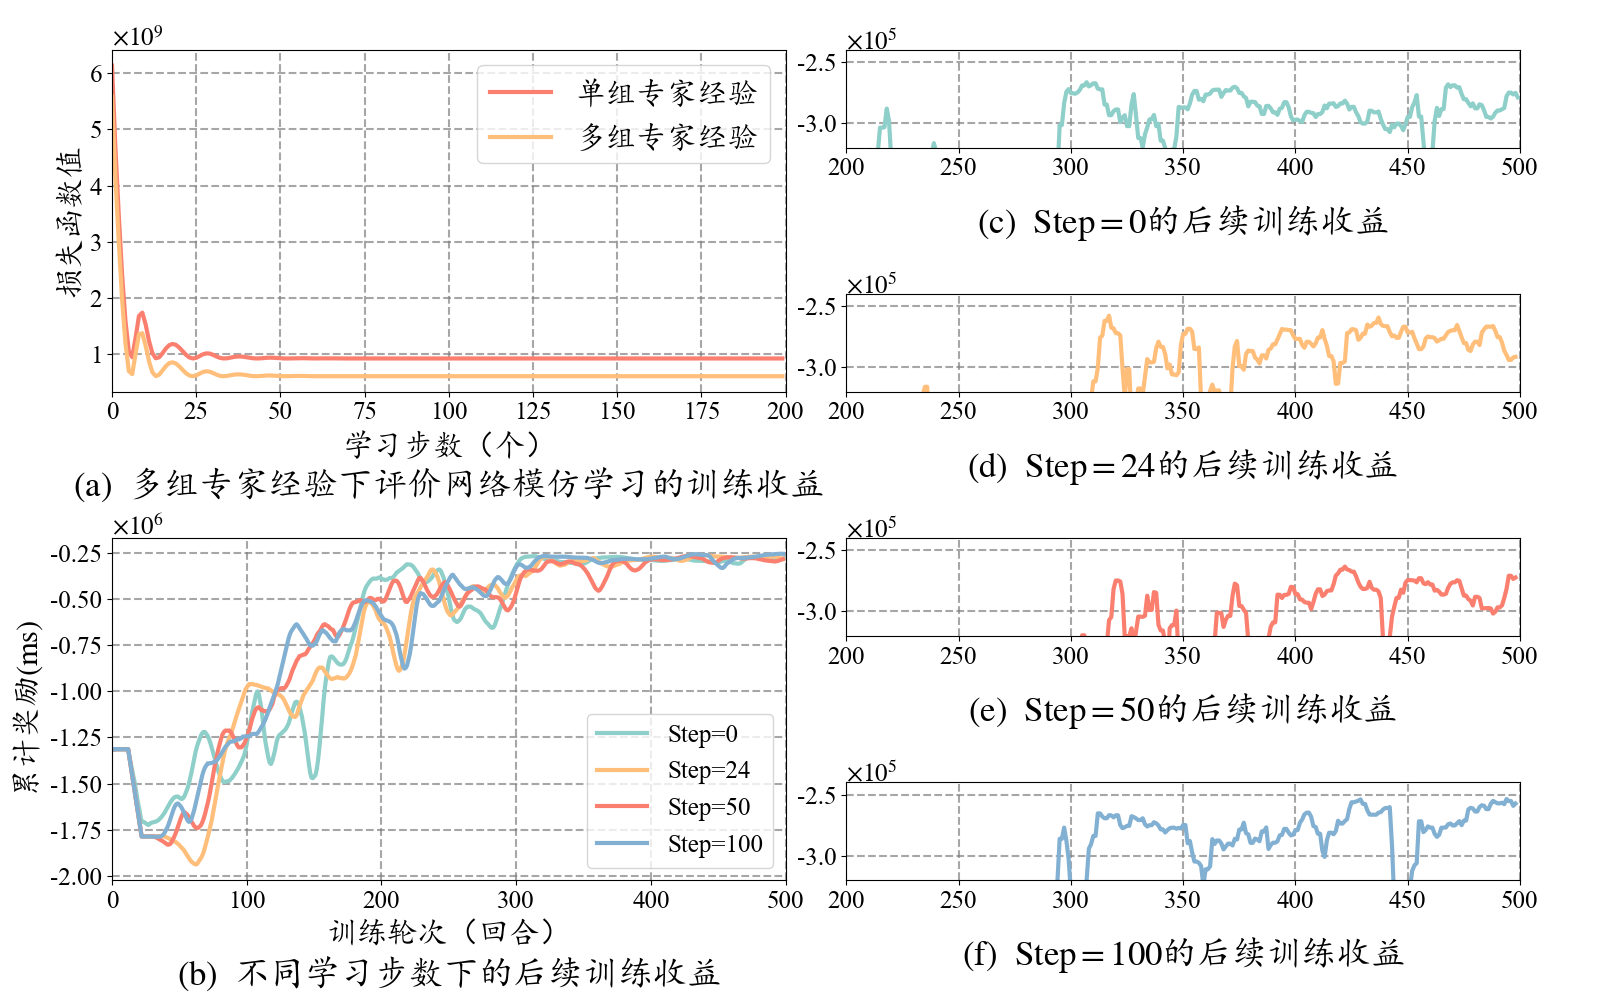 ×10⁹
6
5
4
3
2
1
损失函数值
单组专家经验
多组专家经验
0 25 50 75 100 125 150 175 200
学习步数（个）
(a) 多组专家经验下评价网络模仿学习的训练收益
×10⁶
-0.25
-0.50
-0.75
-1.00
-1.25
-1.50
-1.75
-2.00
累计奖励(ms)
Step=0
Step=24
Step=50
Step=100
0 100 200 300 400 500
训练轮次（回合）
(b) 不同学习步数下的后续训练收益
×10⁵
-2.5
-3.0
200 250 300 350 400 450 500
(c) Step=0的后续训练收益
×10⁵
-2.5
-3.0
200 250 300 350 400 450 500
(d) Step=24的后续训练收益
×10⁵
-2.5
-3.0
200 250 300 350 400 450 500
(e) Step=50的后续训练收益
×10⁵
-2.5
-3.0
200 250 300 350 400 450 500
(f) Step=100的后续训练收益